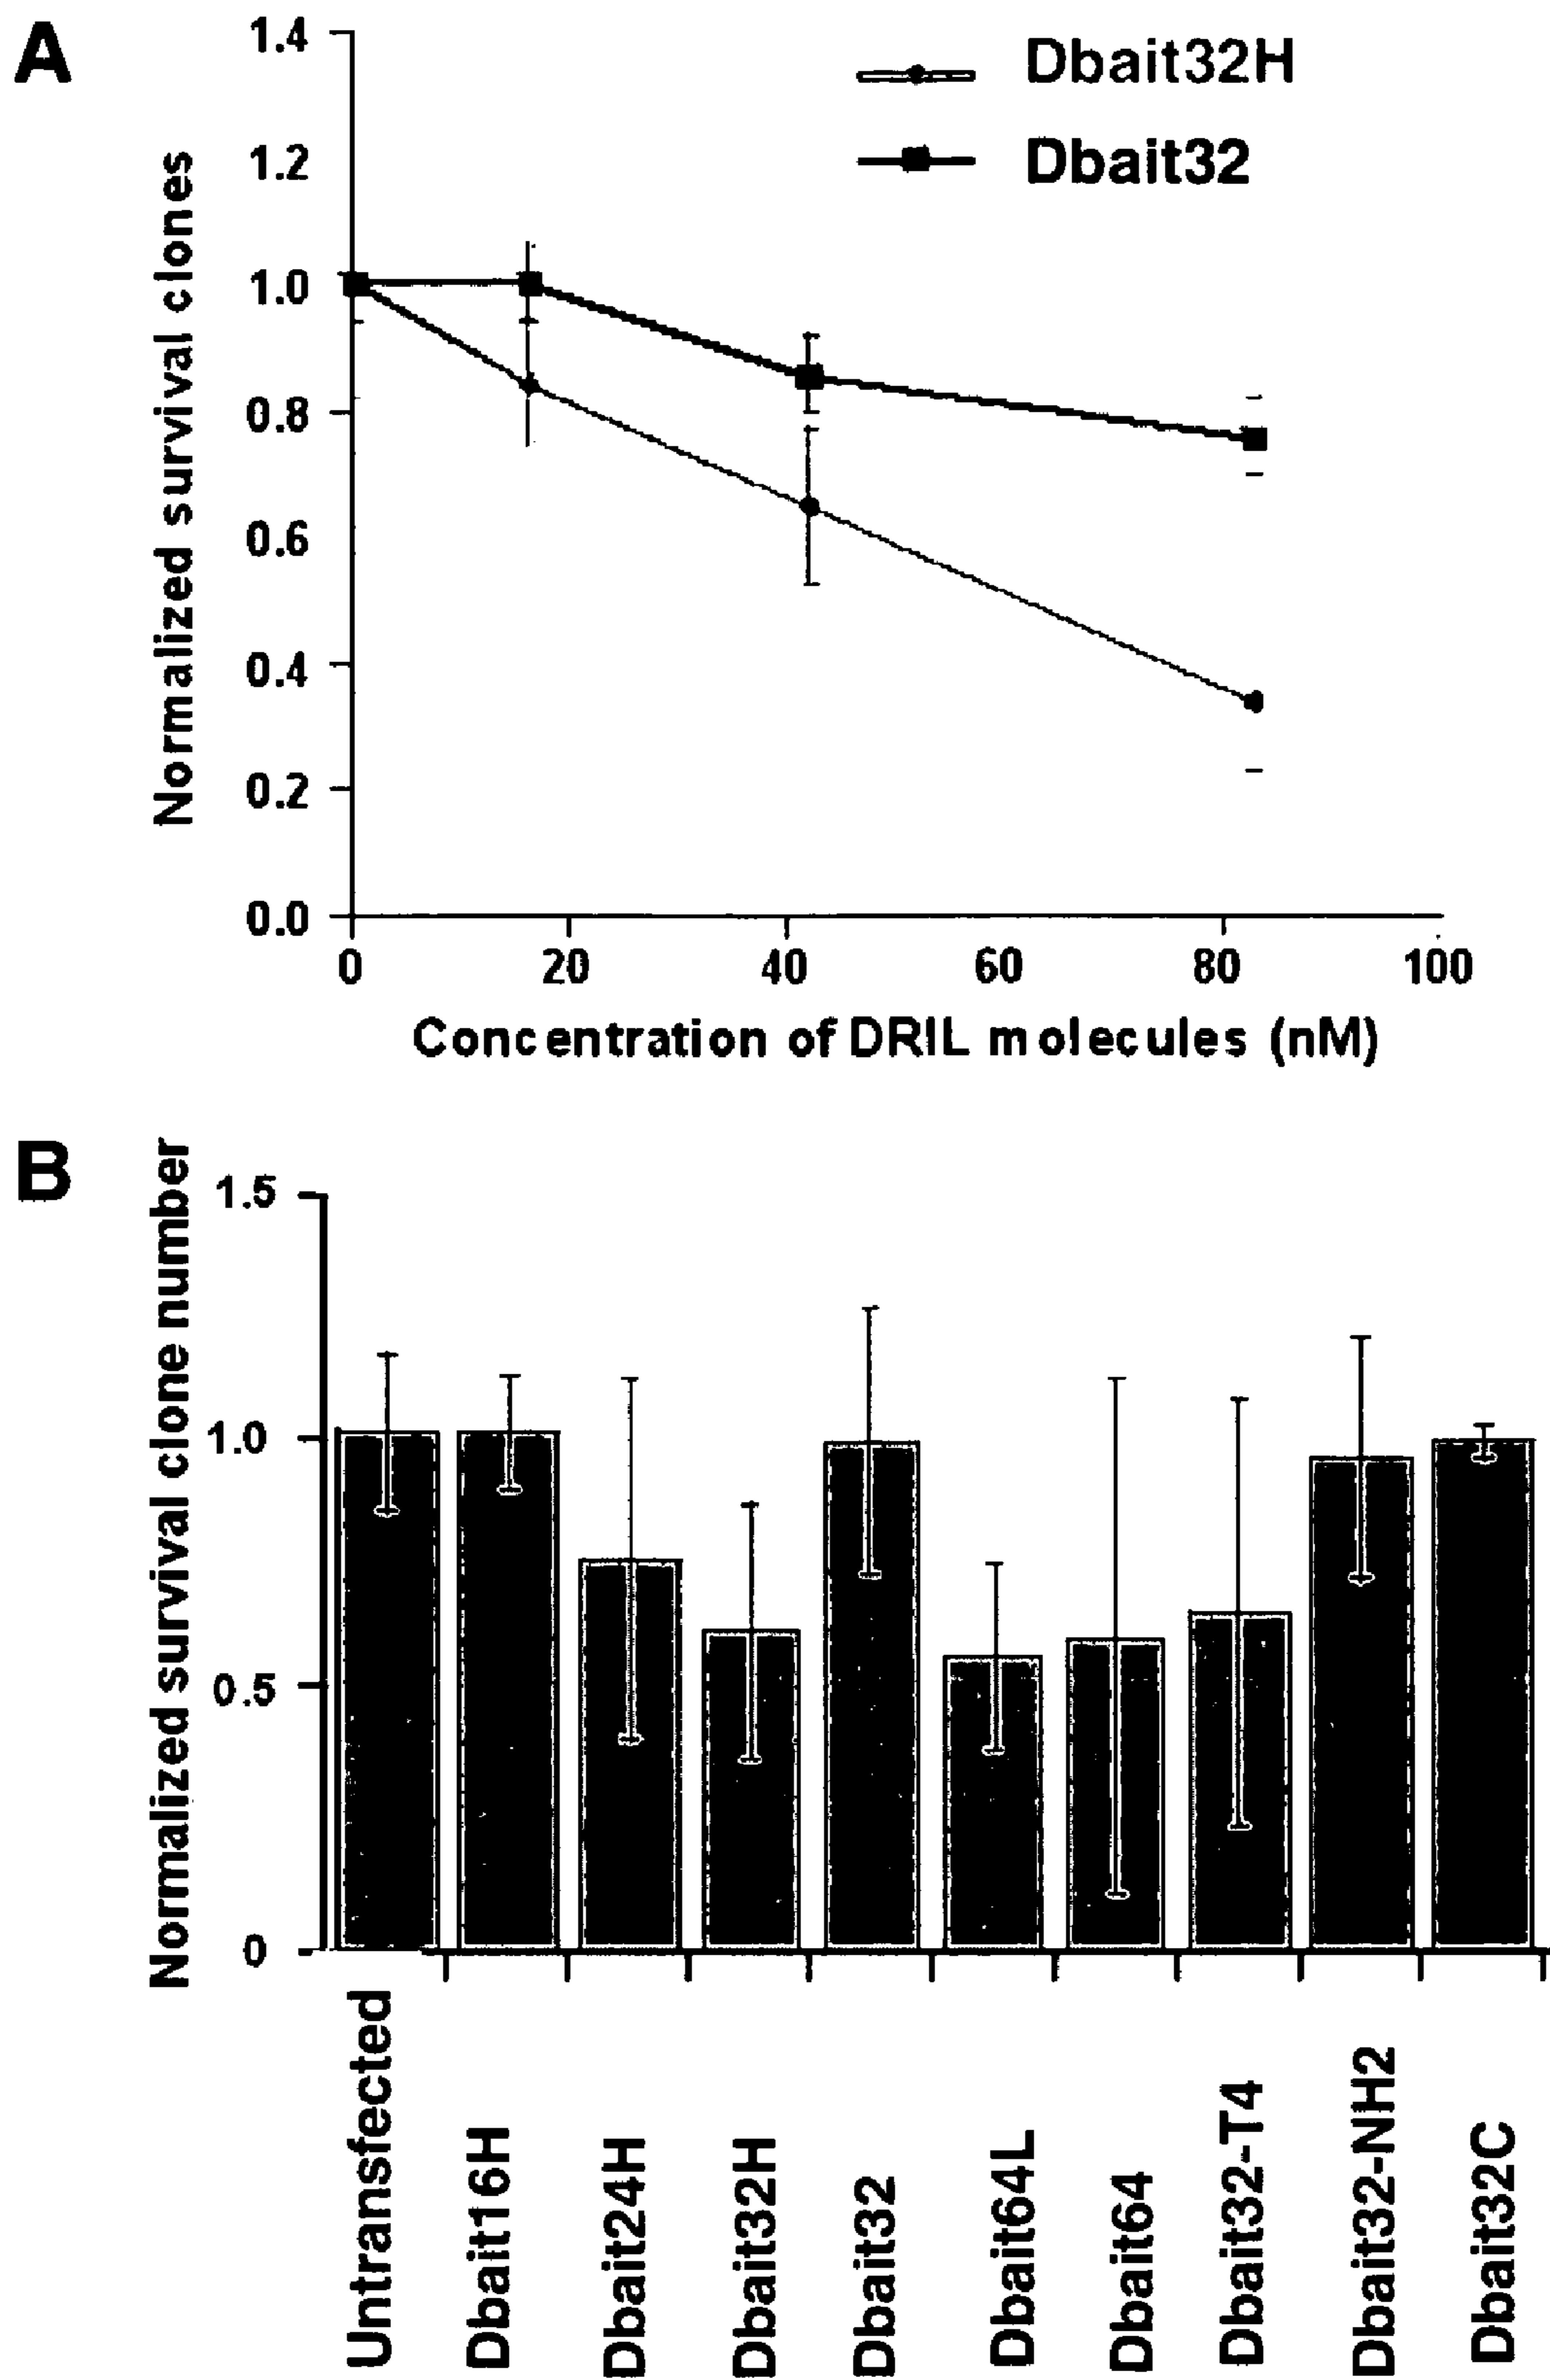 A
Normalized survival clones
1.4
1.2
1.0
0.8
0.6
0.4
0.2
0.0
Dbait32H
Dbait32
0 20 40 60 80 100
Concentration of DRIL molecules (nM)
B
Normalized survival clone number
1.5
1.0
0.5
0
Untransfected
Dbait16H
Dbait24H
Dbait32H
Dbait32
Dbait64L
Dbait64
Dbait32-T4
Dbait32-NH2
Dbait32C